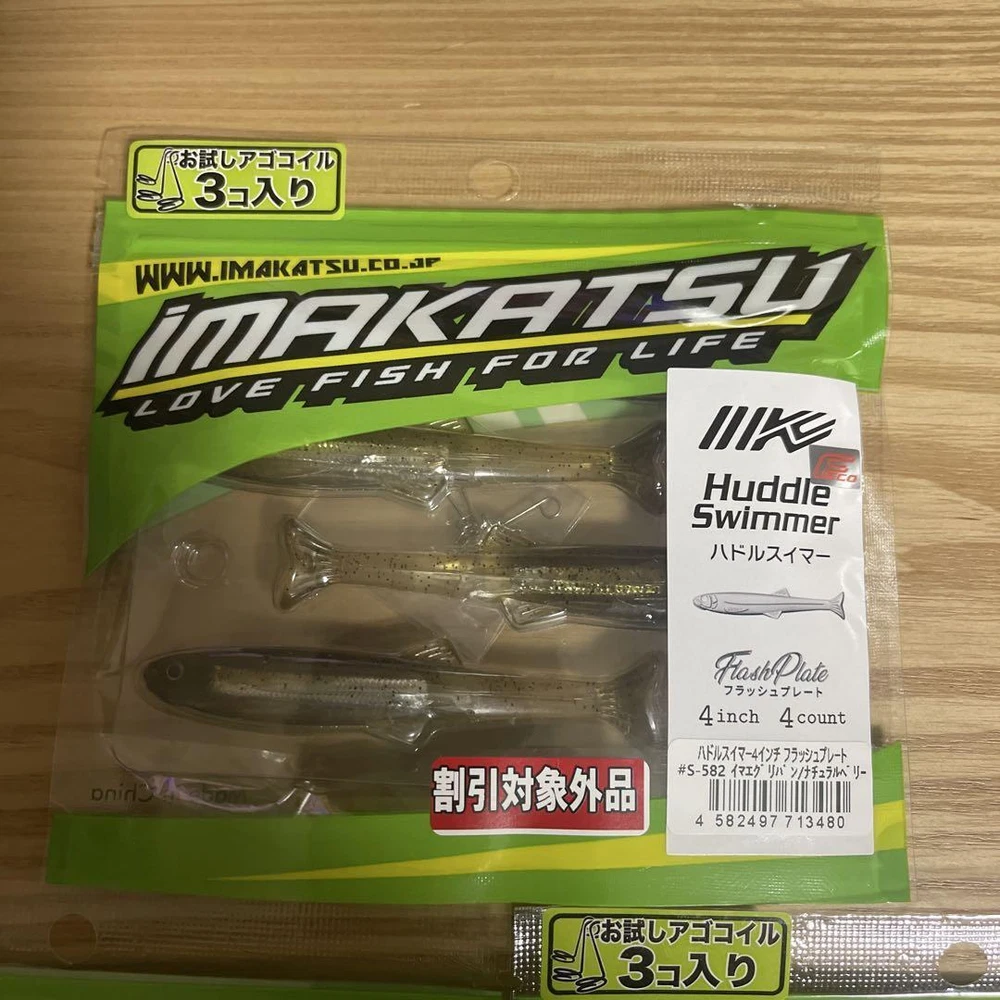 お試しアゴコイル
3コ入り
WWW.IMAKATSU.CO.JP
IMAKATSU
LOVE FISH FOR LIFE
Huddle
Swimmer
ハドルスイマー
FlashPlate
フラッシュプレート
4inch 4count
ハドルスイマー4インチ フラッシュプレート
#S-582 イマエグリパン/ナチュラルベリー
4 582497 713480
割引対象外品
made in China
お試しアゴコイル
3コ入り